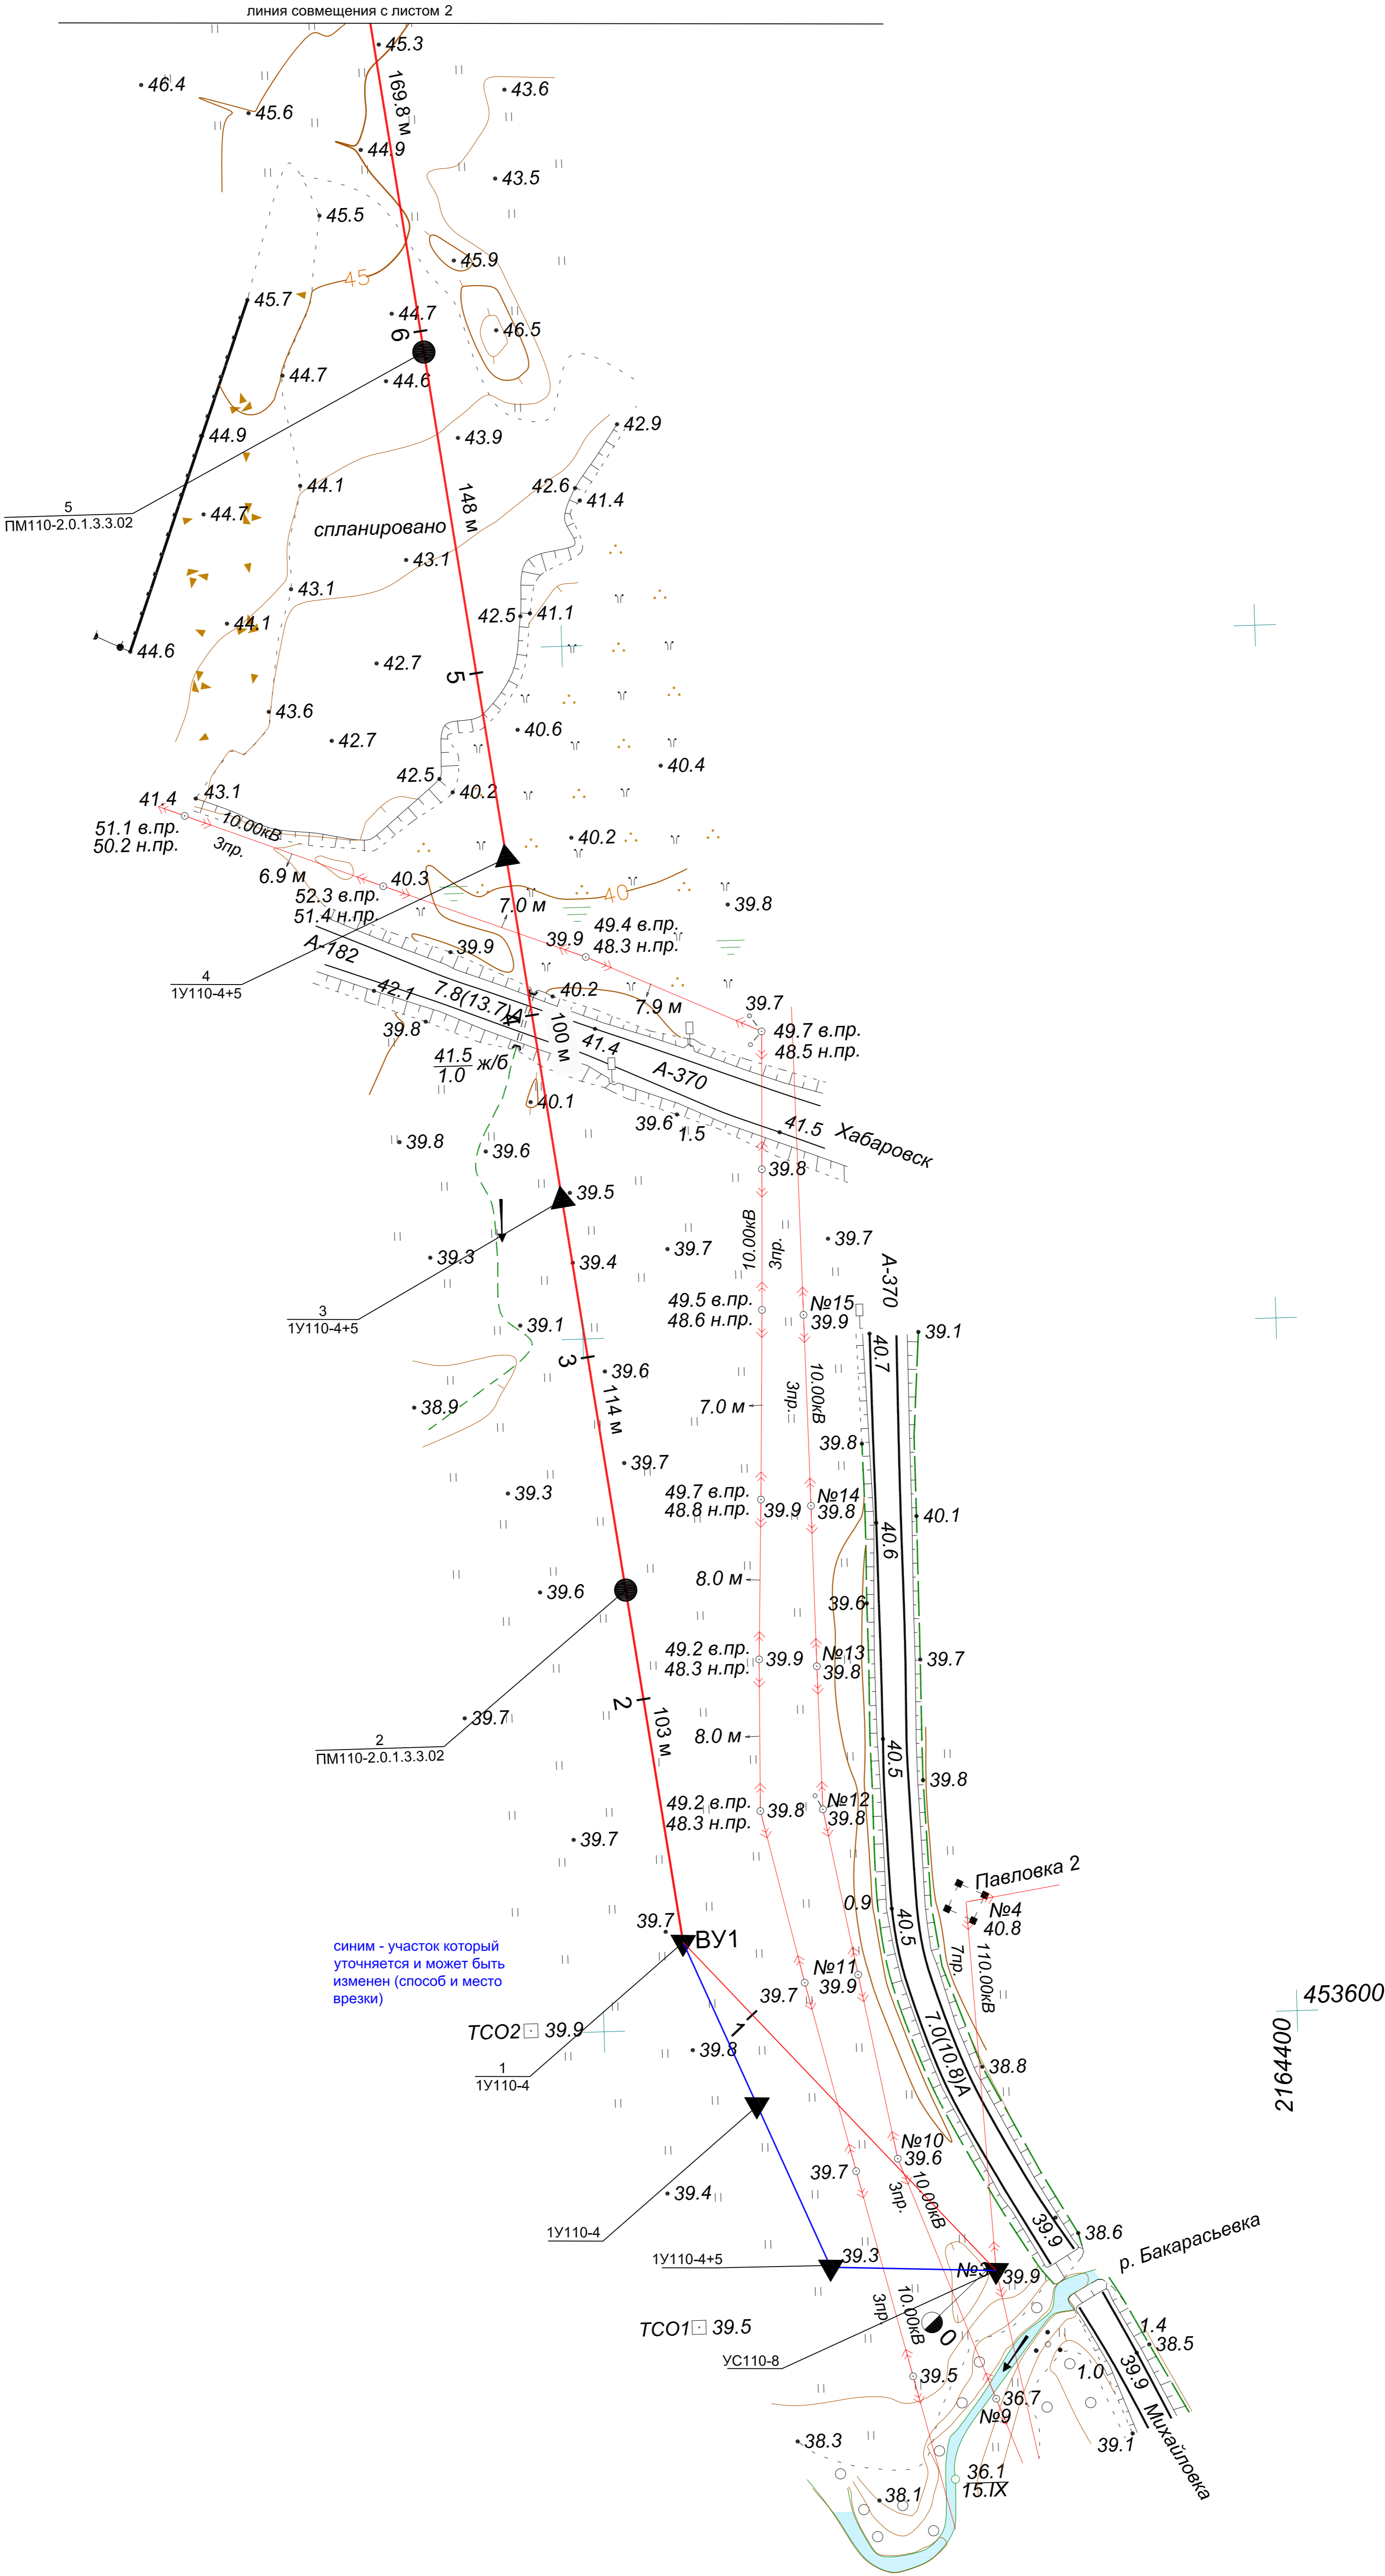 линия совмещения с листом 2
45.3
46.4
169.8 м
43.6
45.6
44.9
43.5
45.5
45.9
45
45.7
44.7
46.5
6
44.7
44.6
42.9
44.9
43.9
5
ПМ110-2.0.1.3.3.02
44.1
148 м
42.6
41.4
44.7
спланировано
43.1
43.1
42.5
41.1
44.1
44.6
42.7
5
43.6
42.7
40.6
40.4
42.5
40.2
41.4
43.1
51.1 в.пр.
50.2 н.пр.
10.00кВ
3пр.
40.2
6.9 м
40.3
52.3 в.пр.
51.4 н.пр.
40
7.0 м
39.8
49.4 в.пр.
39.9
48.3 н.пр.
А-182
39.9
4
1У110-4+5
42.1
7.8(13.7)А
40.2
7.9 м
39.7
39.8
4
100 м
41.4
49.7 в.пр.
48.5 н.пр.
41.5
1.0
ж/б
А-370
40.1
39.6
1.5
41.5
Хабаровск
39.8
39.6
39.8
39.5
10.00кВ
3пр.
39.7
39.3
39.4
39.7
А-370
3
1У110-4+5
49.5 в.пр.
48.6 н.пр.
№15
39.9
39.1
39.1
40.7
3
39.6
114 м
10.00кВ
3пр.
38.9
7.0 м
39.8
39.7
39.3
49.7 в.пр.
48.8 н.пр.
39.9
№14
39.8
40.1
40.6
39.6
8.0 м
39.6
49.2 в.пр.
48.3 н.пр.
39.9
№13
39.8
39.7
2
39.7
103 м
8.0 м
40.5
2
ПМ110-2.0.1.3.3.02
39.8
49.2 в.пр.
48.3 н.пр.
39.8
№12
39.8
39.7
Павловка 2
0.9
№4
40.8
40.5
39.7
ВУ1
синим - участок который
уточняется и может быть
изменен (способ и место
врезки)
7пр.
110.00кВ
№11
39.7
39.9
453600
2164400
1
ТСО2
39.9
39.8
7.0(10.8)А
38.8
1
1У110-4
№10
39.6
39.7
10.00кВ
3пр.
39.4
39.9
38.6
1У110-4
р. Бакарасьевка
1У110-4+5
39.3
№3
39.9
3пр.
10.00кВ
0
ТСО1
39.5
1.4
38.5
УС110-8
39.5
1.0
39.9
36.7
№9
38.3
39.1
Михайловка
38.1
36.1
15.IX